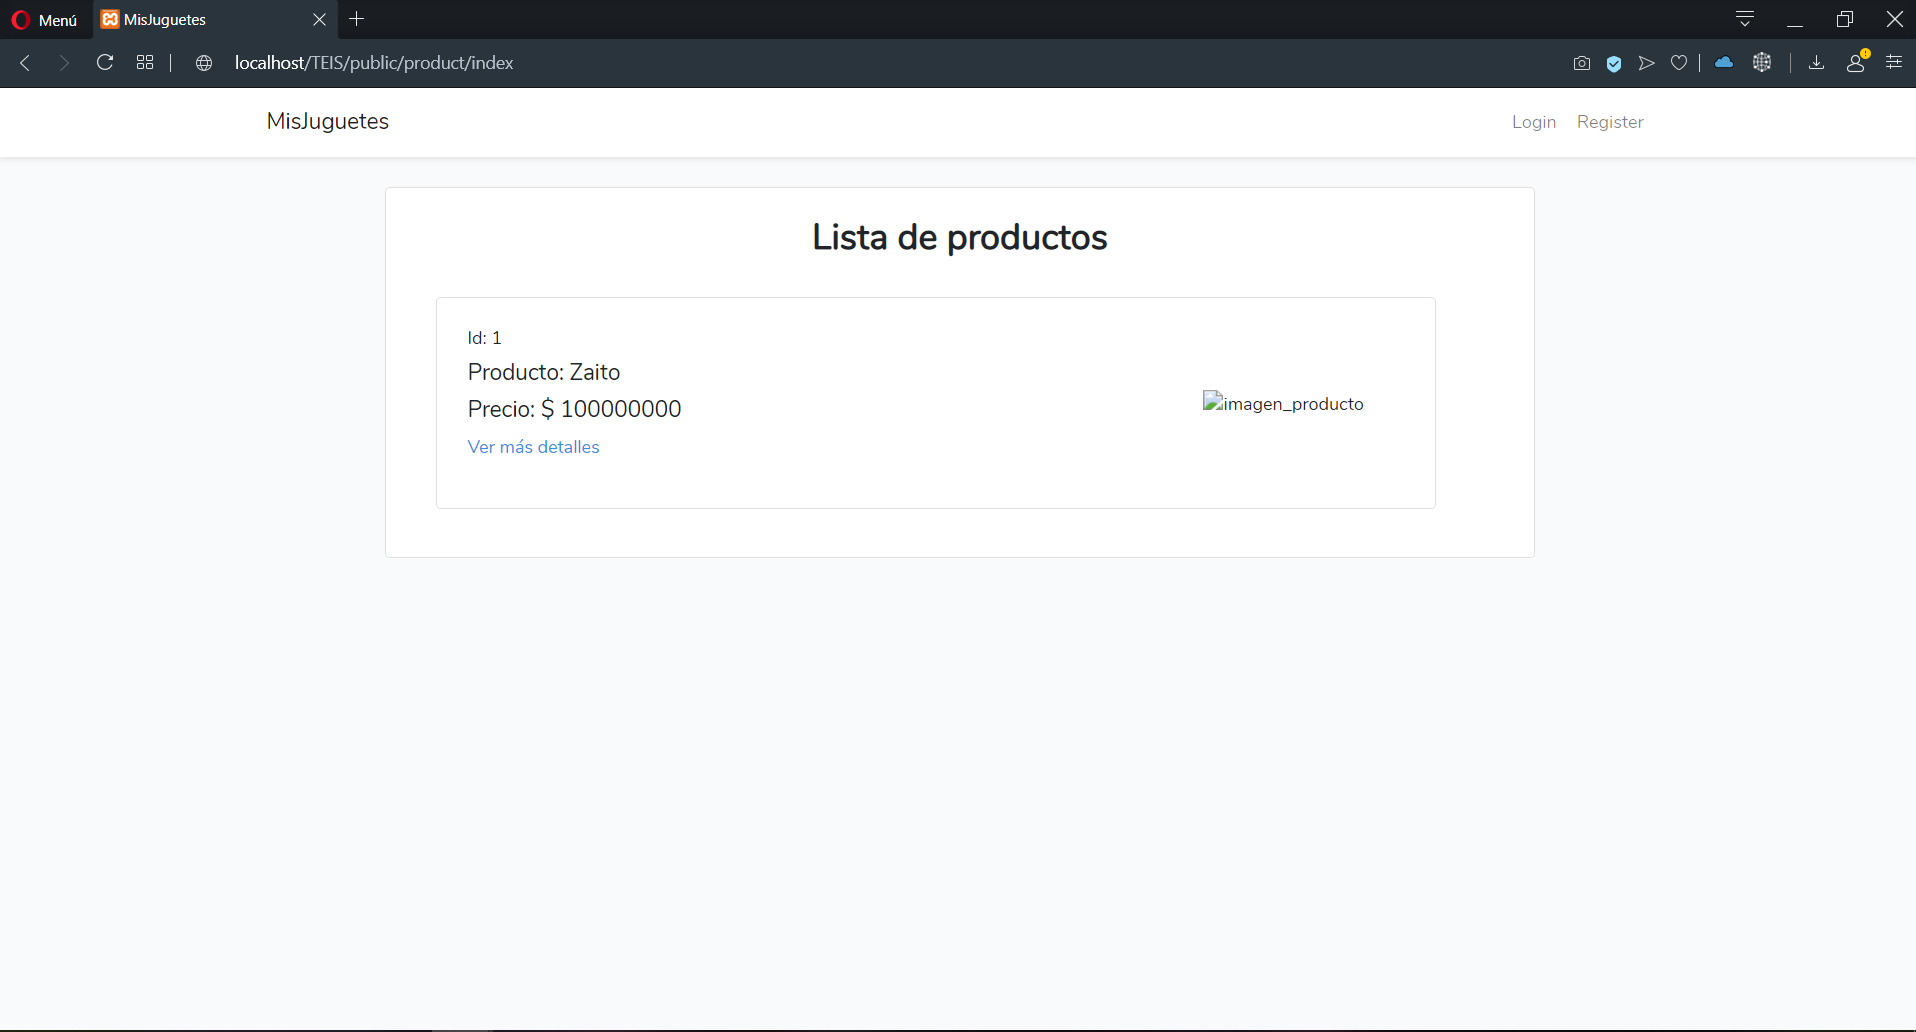 Menú
MisJuguetes
localhost/TEIS/public/product/index
MisJuguetes
Login
Register
Lista de productos
Id: 1
Producto: Zaito
Precio: $ 100000000
imagen_producto
Ver más detalles